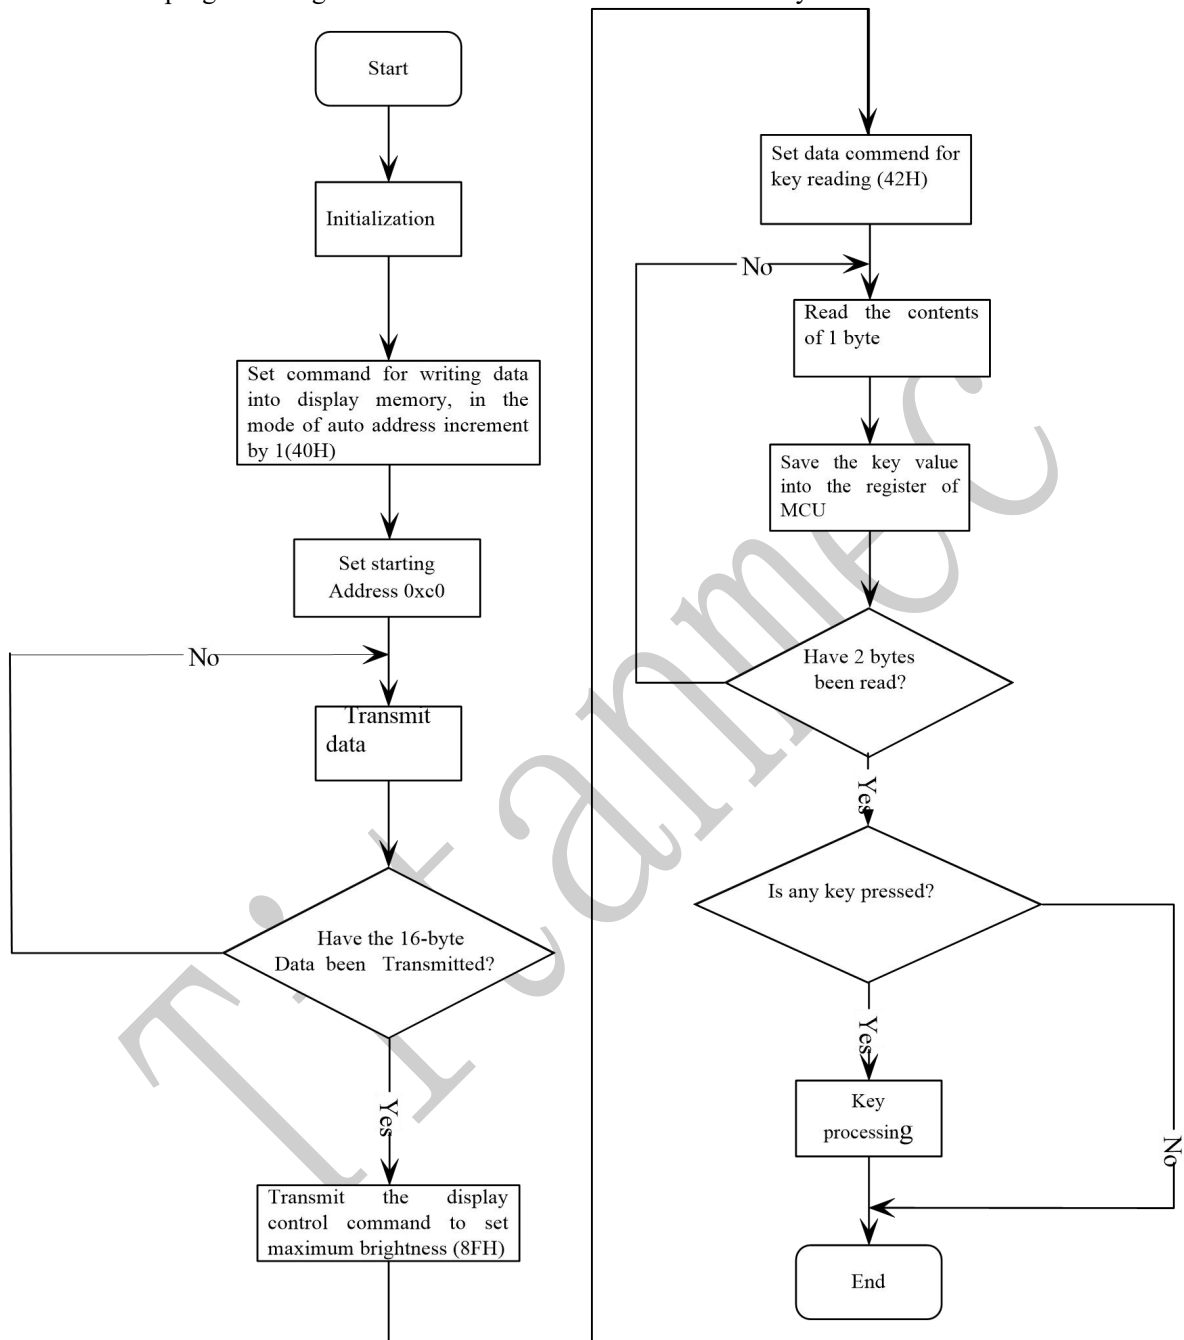 Start
Initialization
Set command for writing data
into display memory, in the
mode of auto address increment
by 1(40H)
Set starting
Address 0xc0
No
Transmit
data
Have the 16-byte
Data been Transmitted?
Yes
Transmit the display
control command to set
maximum brightness (8FH)
Set data commend for
key reading (42H)
No
Read the contents
of 1 byte
Save the key value
into the register of
MCU
Have 2 bytes
been read?
Yes
Is any key pressed?
Yes
Key
processing
No
End
Titanmec